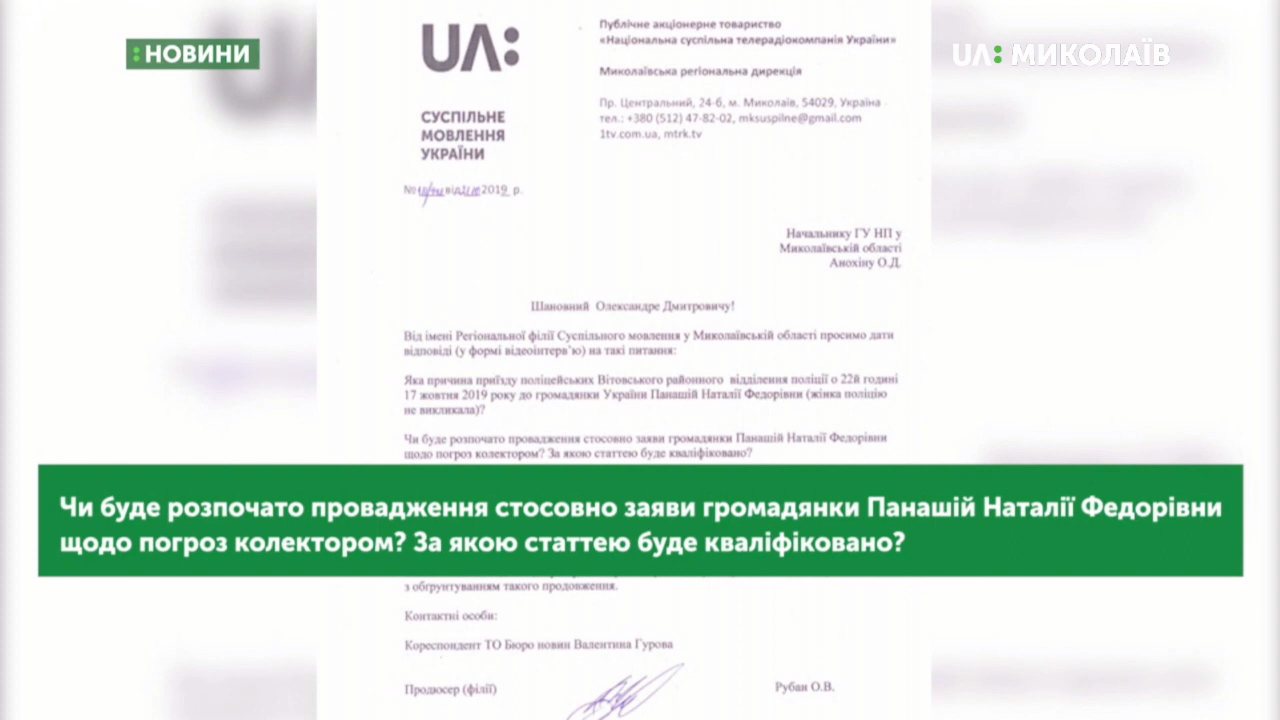 :НОВИНИ
UA: МИКОЛАЇВ
UA:
СУСПІЛЬНЕ
МОВЛЕННЯ
УКРАЇНИ
Публічне акціонерне товариство
«Національна суспільна телерадіокомпанія України»
Миколаївська регіональна дирекція
Пр. Центральний, 24-б, м. Миколаїв, 54029, Україна
тел.: +380 (512) 47-82-02, mksuspilne@gmail.com
1tv.com.ua, mtrk.tv
№ від 2019 р.
Начальнику ГУ НП у
Миколаївській області
Анохіну О.Д.
Шановний Олександре Дмитровичу!
Від імені Регіональної філії Суспільного мовлення у Миколаївській області просимо дати
відповіді (у формі відеоінтерв’ю) на такі питання:
Яка причина приїзду поліцейських Вітовського районного відділення поліції о 22й годині
17 жовтня 2019 року до громадянки України Панашій Наталії Федорівни (жінка поліцію
не викликала)?
Чи буде розпочато провадження стосовно заяви громадянки Панашій Наталії Федорівни
щодо погроз колектором? За якою статтею буде кваліфіковано?
Чи буде розпочато провадження стосовно заяви громадянки Панашій Наталії Федорівни
щодо погроз колектором? За якою статтею буде кваліфіковано?
з обґрунтуванням такого продовження.
Контактні особи:
Кореспондент ТО Бюро новин Валентина Гурова
Продюсер (філії)
Рубан О.В.